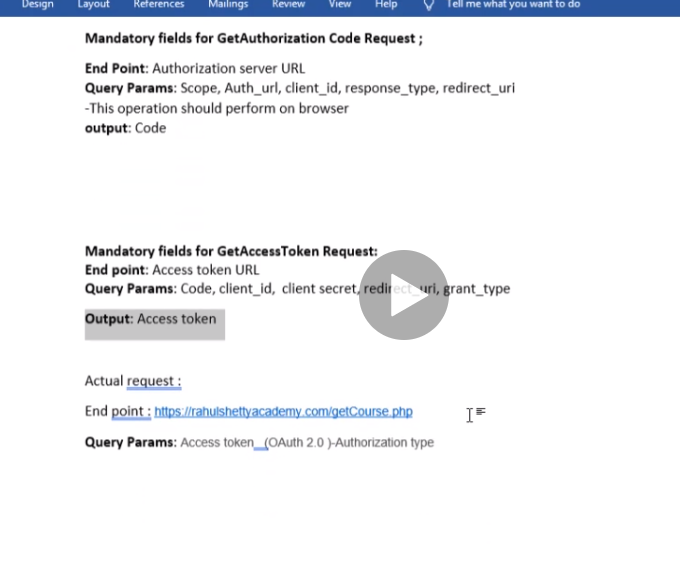 Design Layout References Mailings Review View Help Tell me what you want to do
Mandatory fields for GetAuthorization Code Request ;
End Point: Authorization server URL
Query Params: Scope, Auth_url, client_id, response_type, redirect_uri
-This operation should perform on browser
output: Code
Mandatory fields for GetAccessToken Request:
End point: Access token URL
Query Params: Code, client_id, client secret, redirect_uri, grant_type
Output: Access token
Actual request :
End point : https://rahulshettyacademy.com/getCourse.php
Query Params: Access token (OAuth 2.0 )-Authorization type